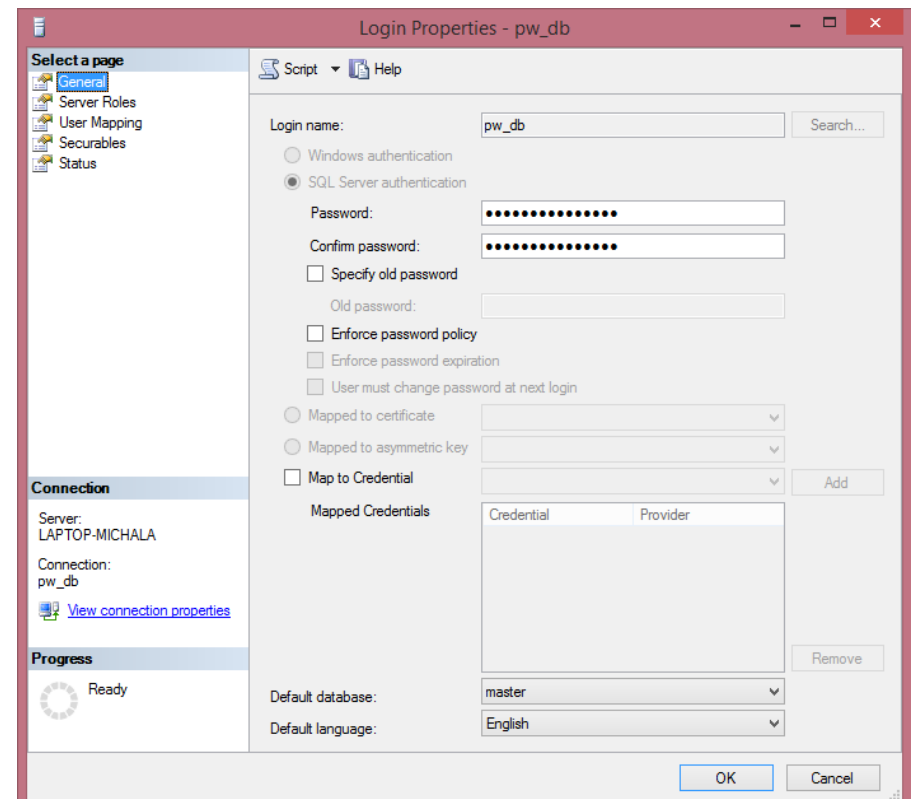 Login Properties - pw_db
Select a page
General
Server Roles
User Mapping
Securables
Status
Script Help
Login name: pw_db Search...
Windows authentication
SQL Server authentication
Password: ●●●●●●●●●●●●●●●
Confirm password: ●●●●●●●●●●●●●●●
Specify old password
Old password:
Enforce password policy
Enforce password expiration
User must change password at next login
Mapped to certificate
Mapped to asymmetric key
Map to Credential Add
Mapped Credentials Credential Provider
Remove
Default database: master
Default language: English
Connection
Server:
LAPTOP-MICHALA
Connection:
pw_db
View connection properties
Progress
Ready
OK Cancel